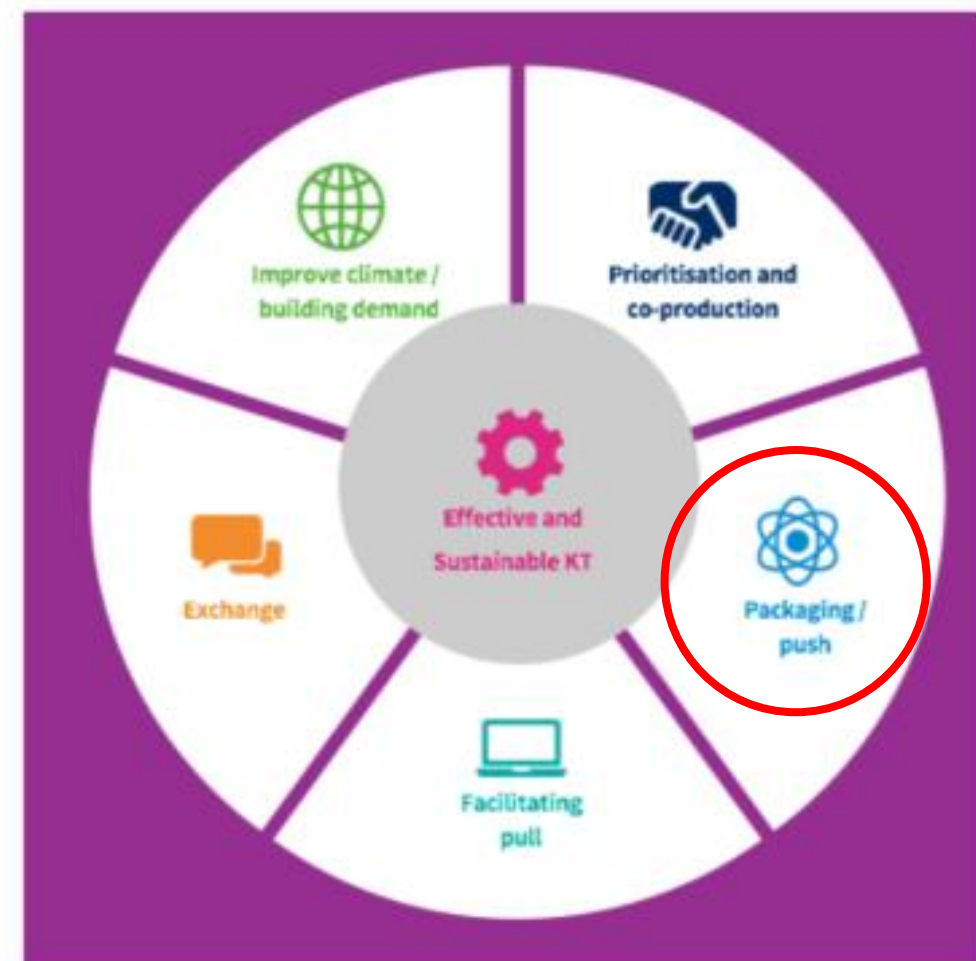 Improve climate /
building demand
Prioritisation and
co-production
Effective and
Sustainable KT
Exchange
Packaging /
push
Facilitating
pull